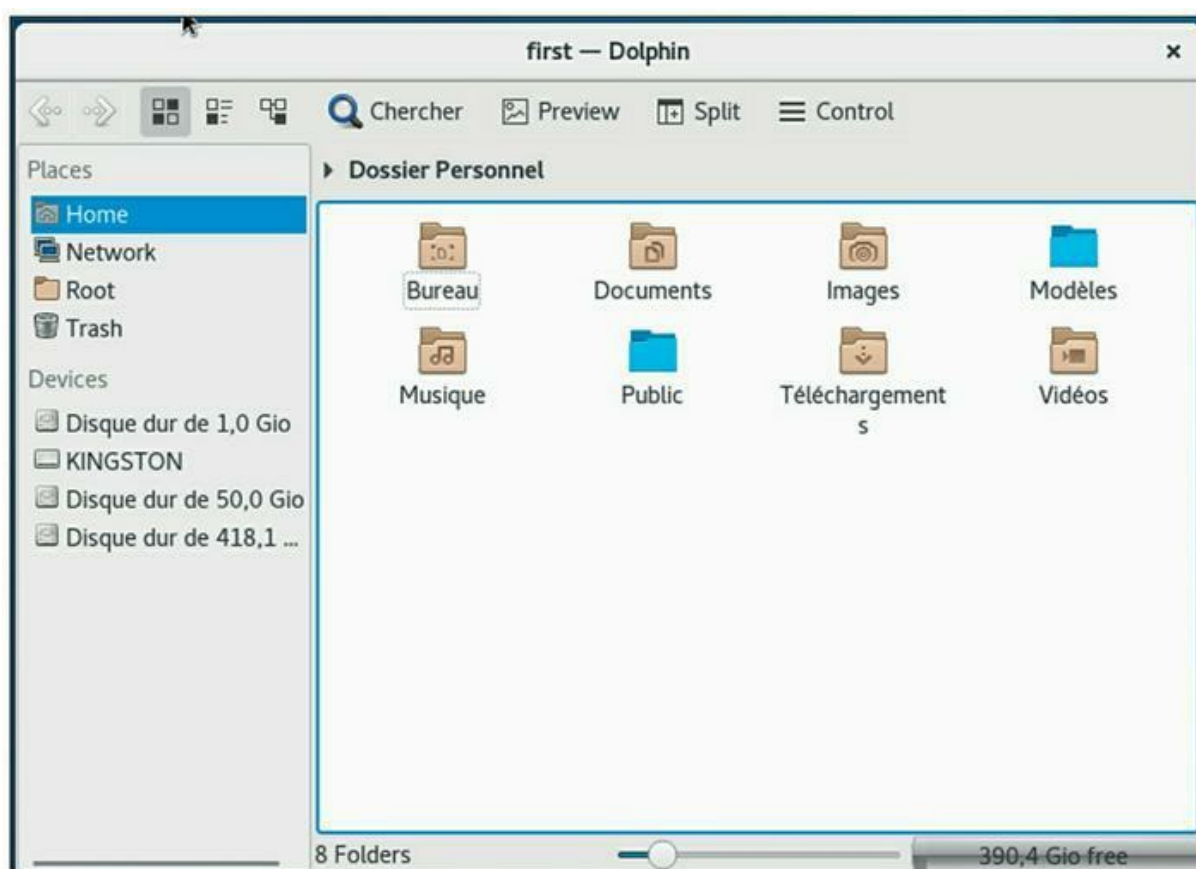 first — Dolphin
Chercher Preview Split Control
Places
Home
Network
Root
Trash
Devices
Disque dur de 1,0 Gio
KINGSTON
Disque dur de 50,0 Gio
Disque dur de 418,1 ...
Dossier Personnel
Bureau Documents Images Modèles
Musique Public Téléchargement Vidéos
s
8 Folders 390,4 Gio free